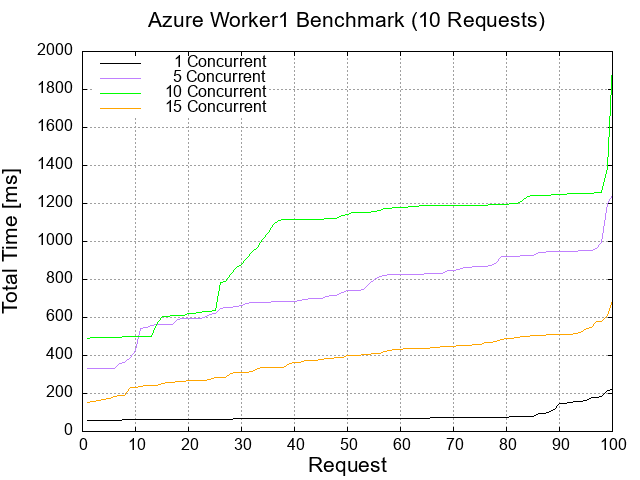 Azure Worker1 Benchmark (10 Requests)
2000
1800
1600
1400
1200
1000
800
600
400
200
0
Total Time [ms]
1 Concurrent
5 Concurrent
10 Concurrent
15 Concurrent
0 10 20 30 40 50 60 70 80 90 100
Request